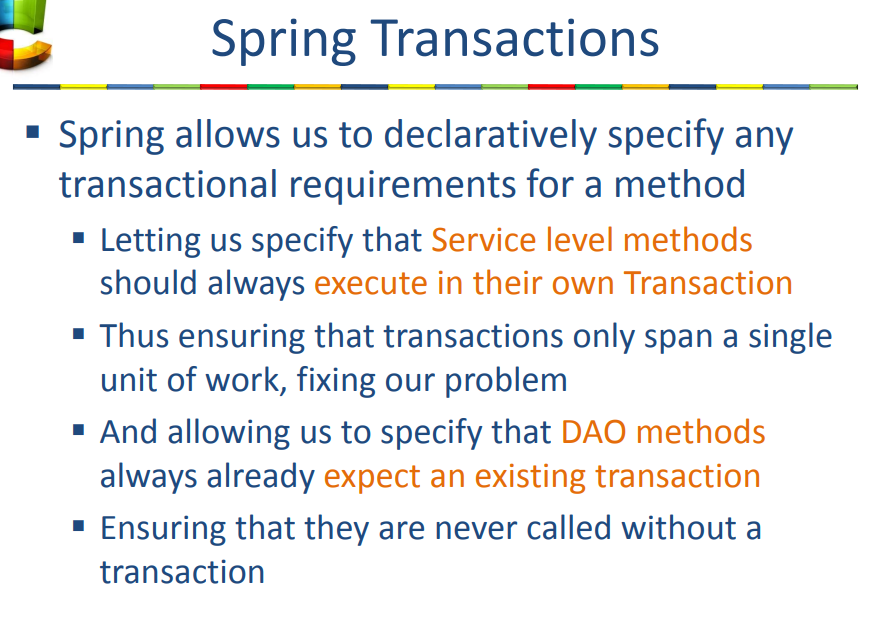 Spring Transactions
▪ Spring allows us to declaratively specify any
transactional requirements for a method
▪ Letting us specify that Service level methods
should always execute in their own Transaction
▪ Thus ensuring that transactions only span a single
unit of work, fixing our problem
▪ And allowing us to specify that DAO methods
always already expect an existing transaction
▪ Ensuring that they are never called without a
transaction